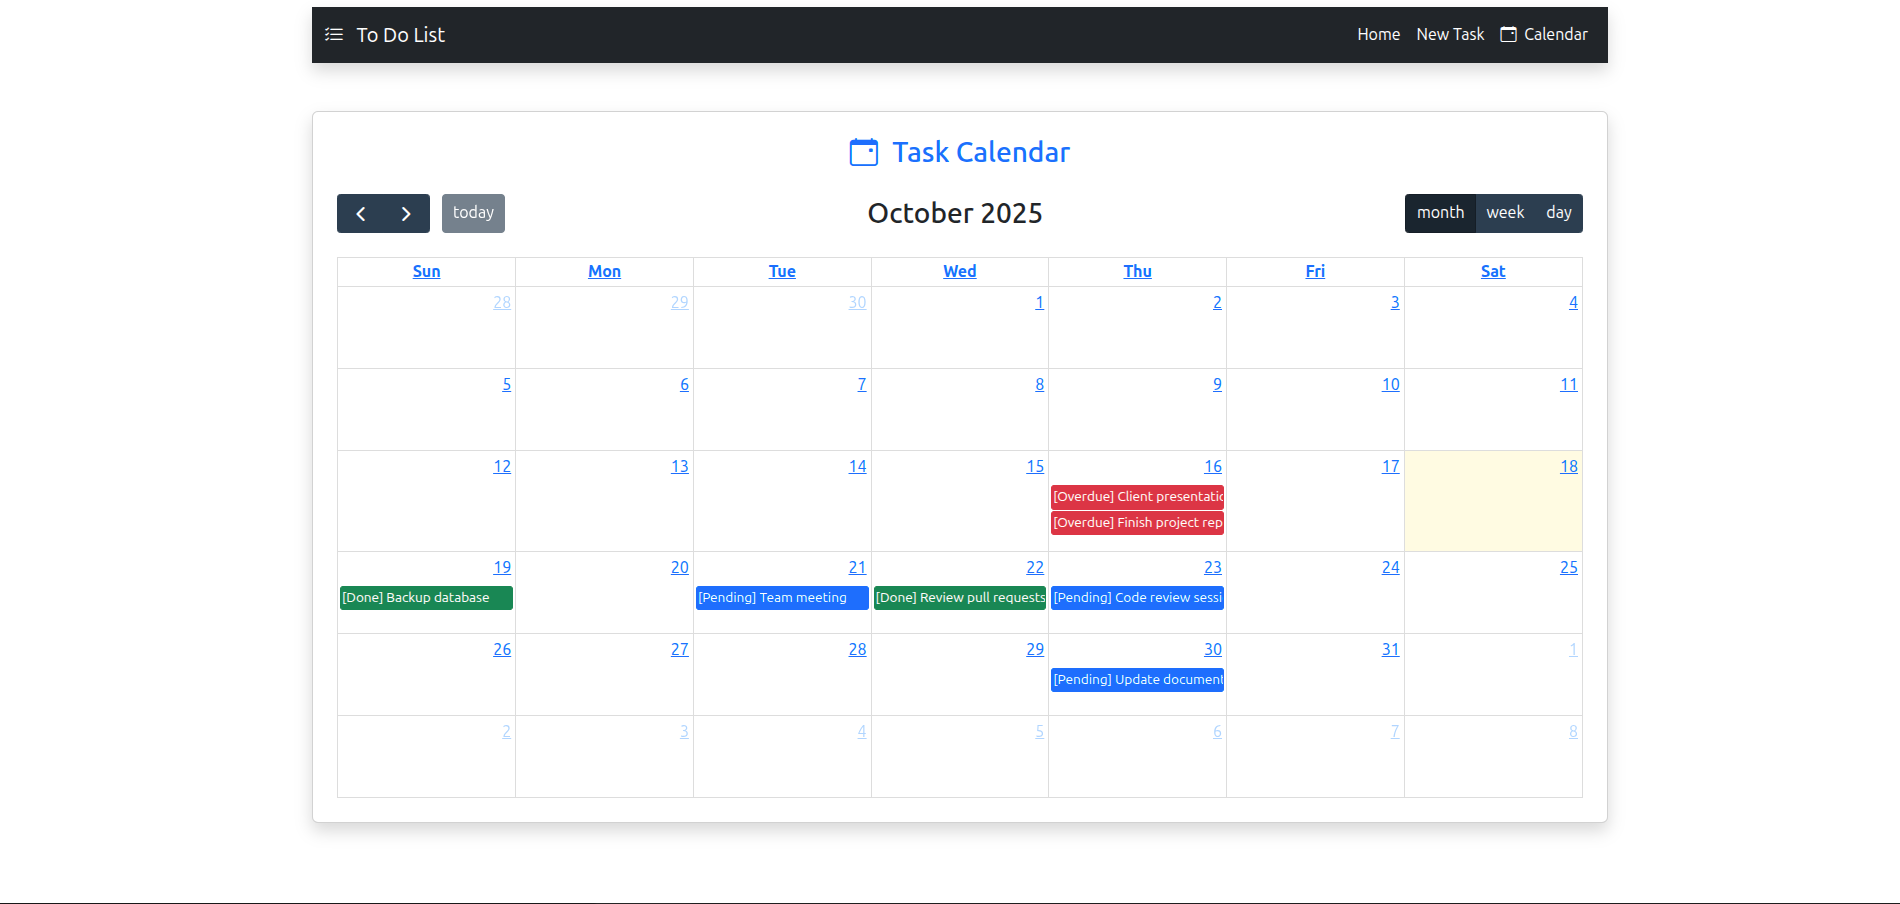 To Do List Home New Task Calendar
Task Calendar
today October 2025 month week day
Sun Mon Tue Wed Thu Fri Sat
28 29 30 1 2 3 4
5 6 7 8 9 10 11
12 13 14 15 16 17 18
[Overdue] Client presentatio
[Overdue] Finish project rep
19 20 21 22 23 24 25
[Done] Backup database [Pending] Team meeting [Done] Review pull requests [Pending] Code review sessi
26 27 28 29 30 31 1
[Pending] Update document
2 3 4 5 6 7 8